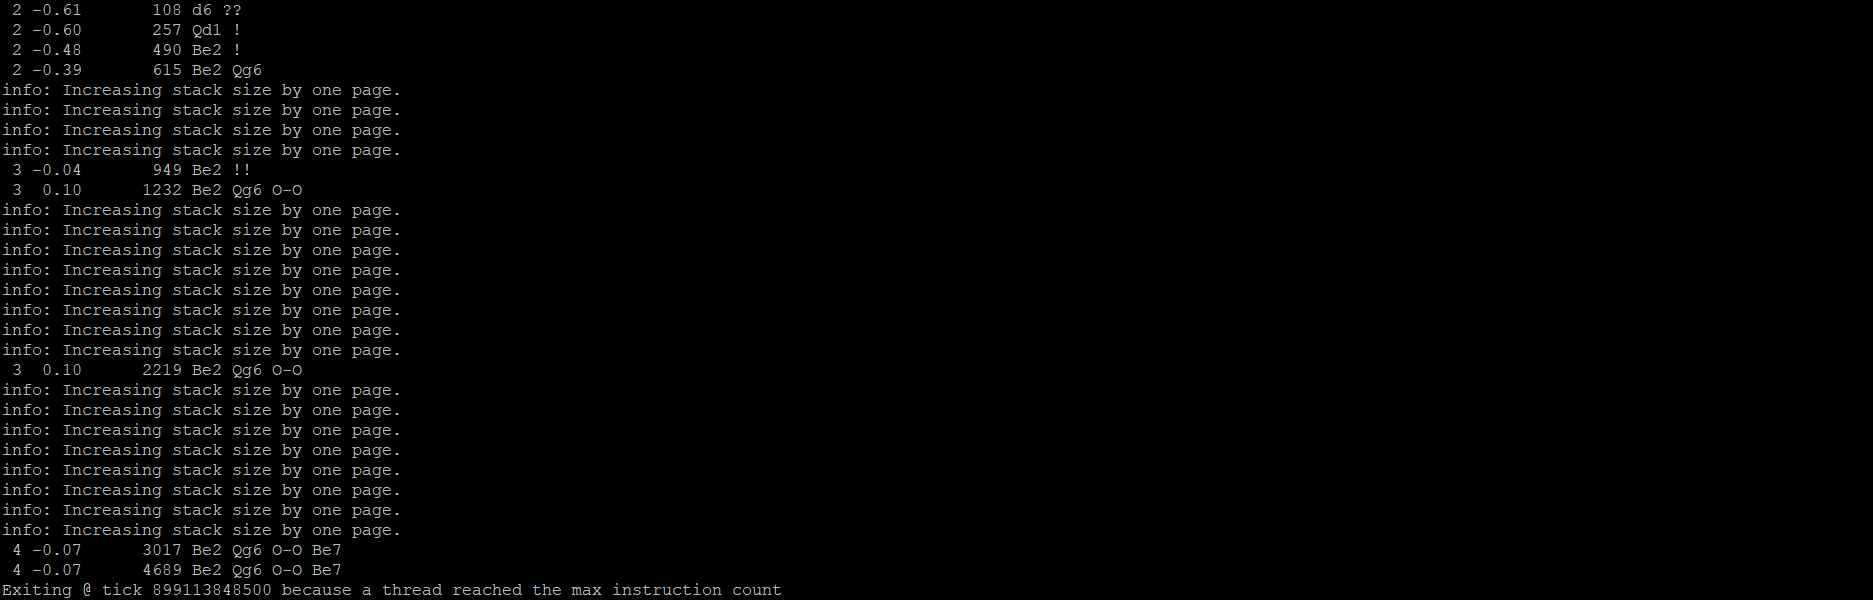 2 -0.61 108 d6 ??
2 -0.60 257 Qd1 !
2 -0.48 490 Be2 !
2 -0.39 615 Be2 Qg6
info: Increasing stack size by one page.
info: Increasing stack size by one page.
info: Increasing stack size by one page.
info: Increasing stack size by one page.
3 -0.04 949 Be2 !!
3 0.10 1232 Be2 Qg6 O-O
info: Increasing stack size by one page.
info: Increasing stack size by one page.
info: Increasing stack size by one page.
info: Increasing stack size by one page.
info: Increasing stack size by one page.
info: Increasing stack size by one page.
info: Increasing stack size by one page.
info: Increasing stack size by one page.
3 0.10 2219 Be2 Qg6 O-O
info: Increasing stack size by one page.
info: Increasing stack size by one page.
info: Increasing stack size by one page.
info: Increasing stack size by one page.
info: Increasing stack size by one page.
info: Increasing stack size by one page.
info: Increasing stack size by one page.
info: Increasing stack size by one page.
4 -0.07 3017 Be2 Qg6 O-O Be7
4 -0.07 4689 Be2 Qg6 O-O Be7
Exiting @ tick 899113848500 because a thread reached the max instruction count